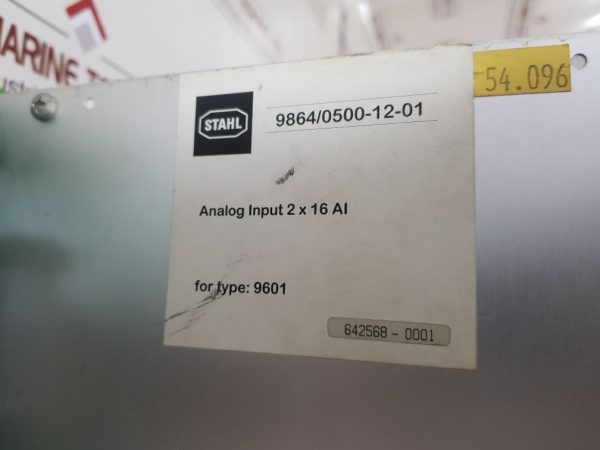 MARINE
STAHL
9864/0500-12-01
54.096
Analog Input 2 x 16 AI
for type: 9601
642568 - 0001